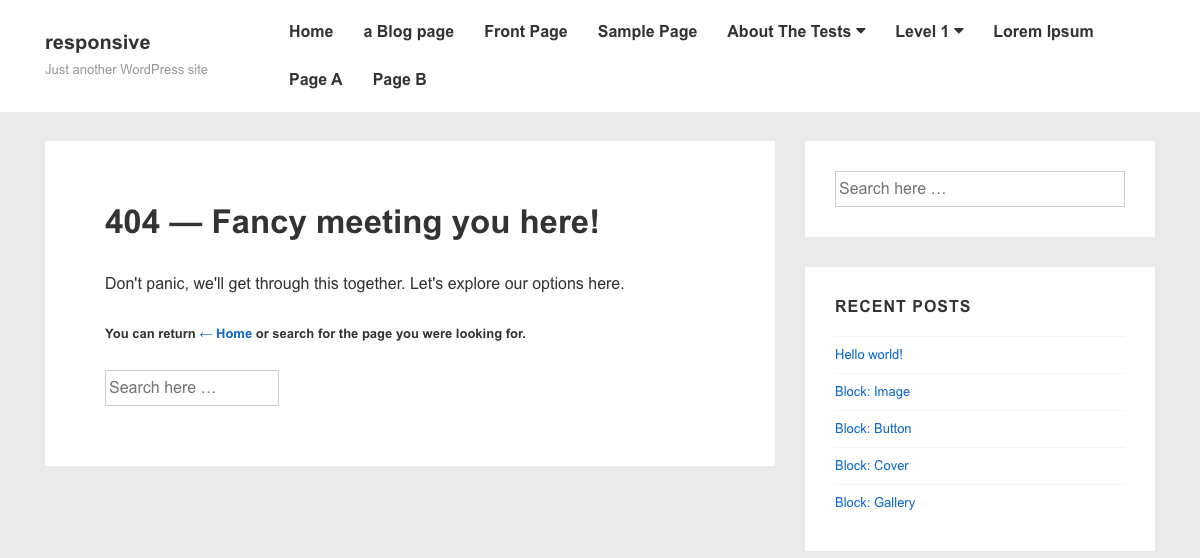 responsive
Just another WordPress site
Home a Blog page Front Page Sample Page About The Tests Level 1 Lorem Ipsum
Page A Page B
404 — Fancy meeting you here!
Don't panic, we'll get through this together. Let's explore our options here.
You can return ← Home or search for the page you were looking for.
Search here …
Search here …
RECENT POSTS
Hello world!
Block: Image
Block: Button
Block: Cover
Block: Gallery